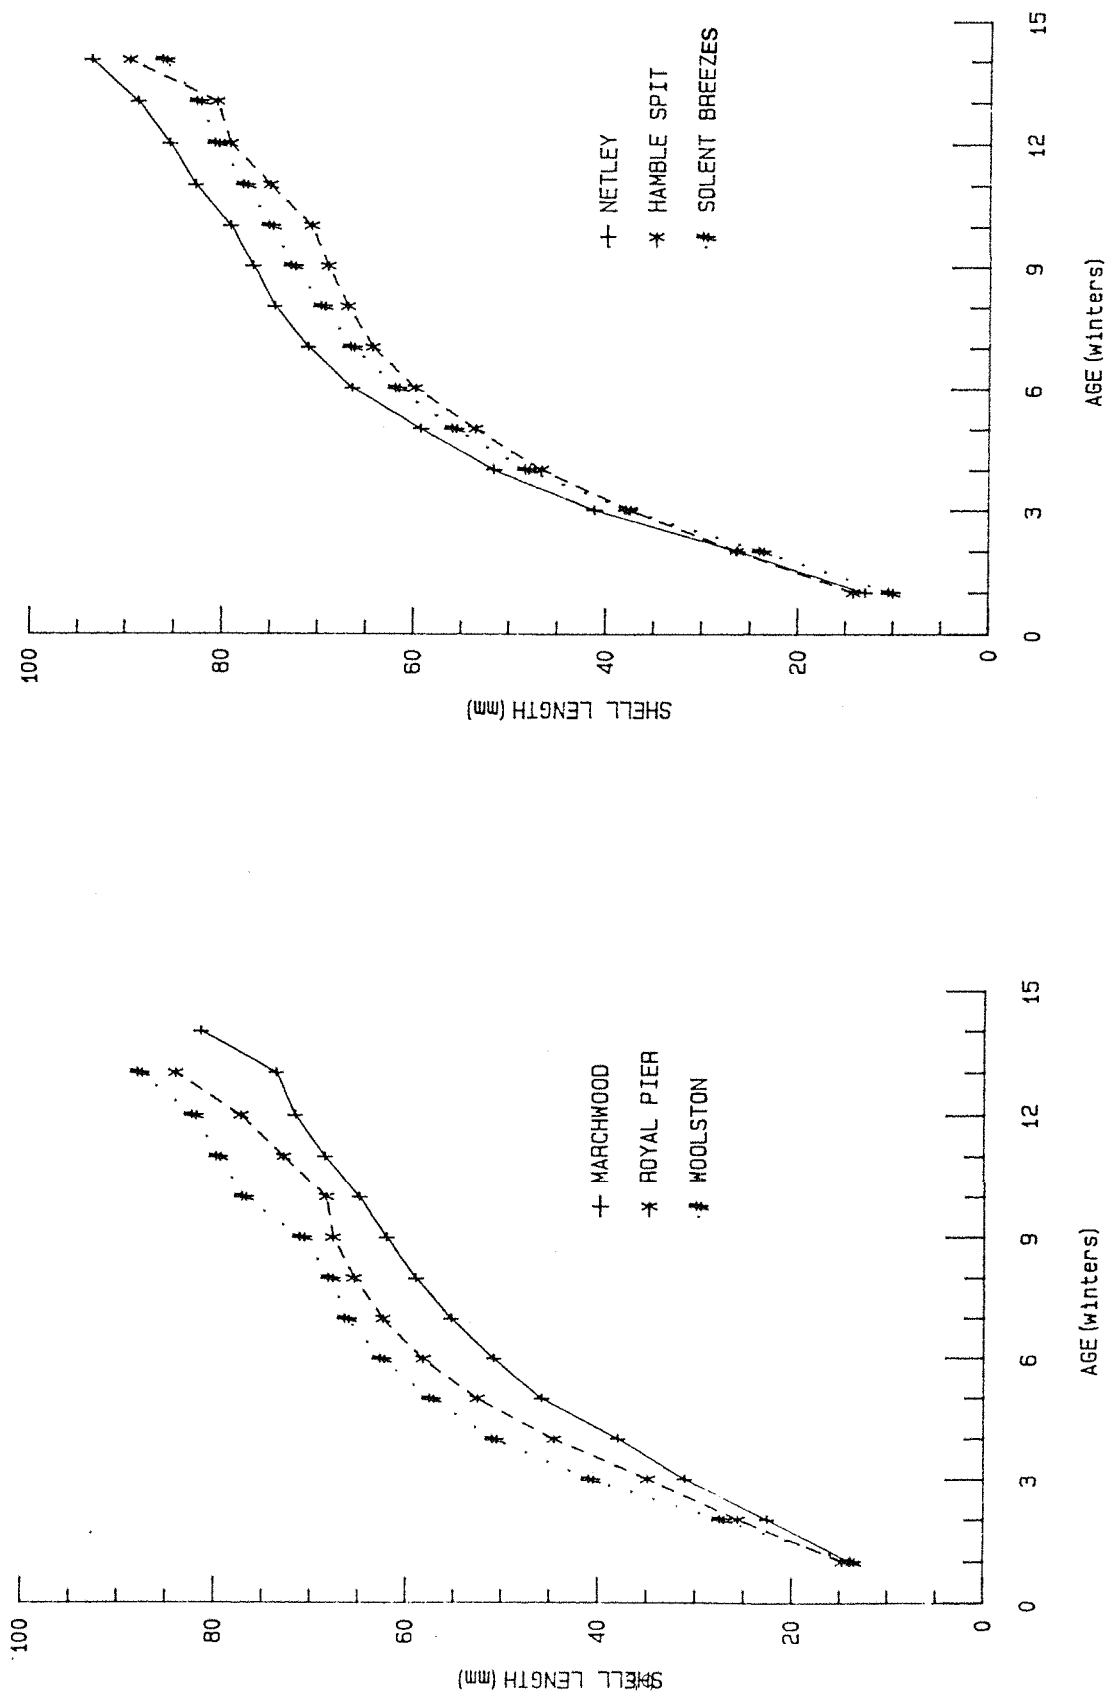 100
80
60
40
20
0
SHELL LENGTH (mm)
0
3
6
9
12
15
AGE (winters)
+ MARCHWOOD
ROYAL PIER
WOOLSTON
100
80
60
40
20
0
SHELL LENGTH (mm)
0
3
6
9
12
15
AGE (winters)
+ NETLEY
HAMBLE SPIT
SOLENT BREEZES